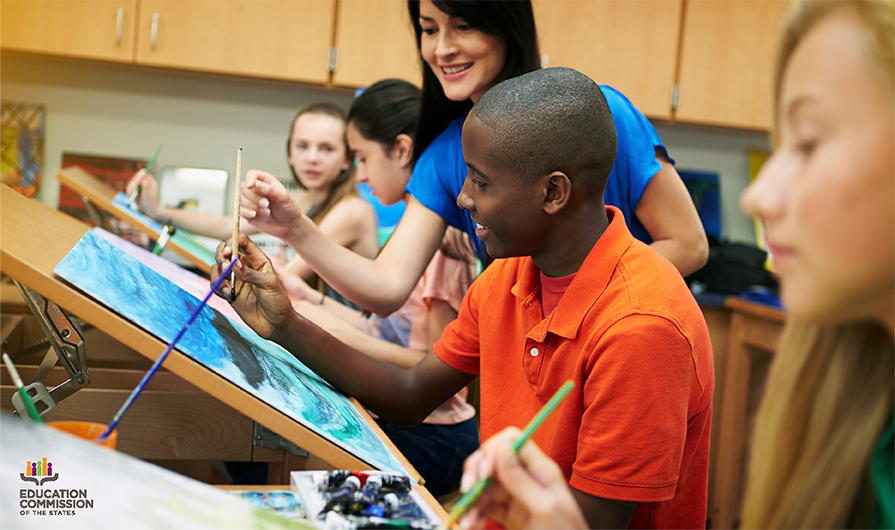 EDUCATION
COMMISSION
OF THE STATES